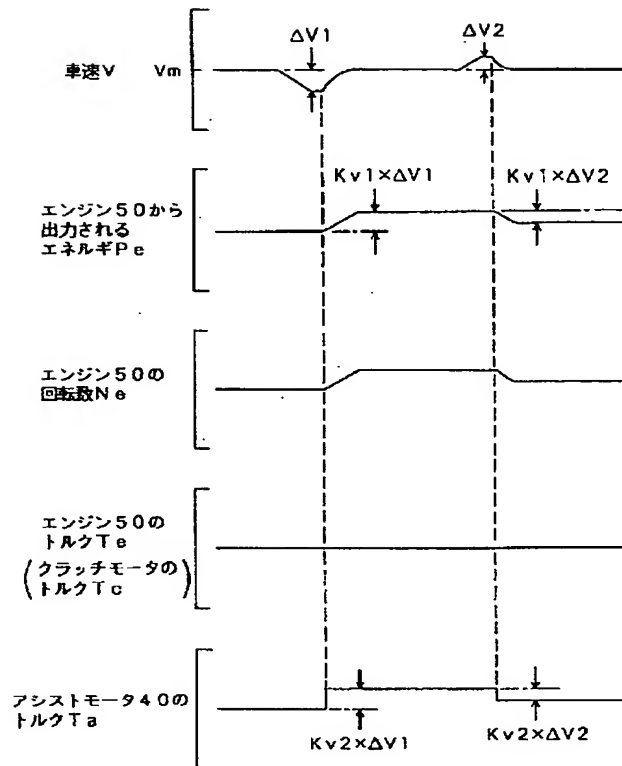 ΔV1
ΔV2
車速V Vm
Kv1×ΔV1
Kv1×ΔV2
エンジン50から
出力される
エネルギPe
エンジン50の
回転数Ne
エンジン50の
トルクTe
(クラッチモータの
トルクTc)
アシストモータ40の
トルクTa
Kv2×ΔV1
Kv2×ΔV2